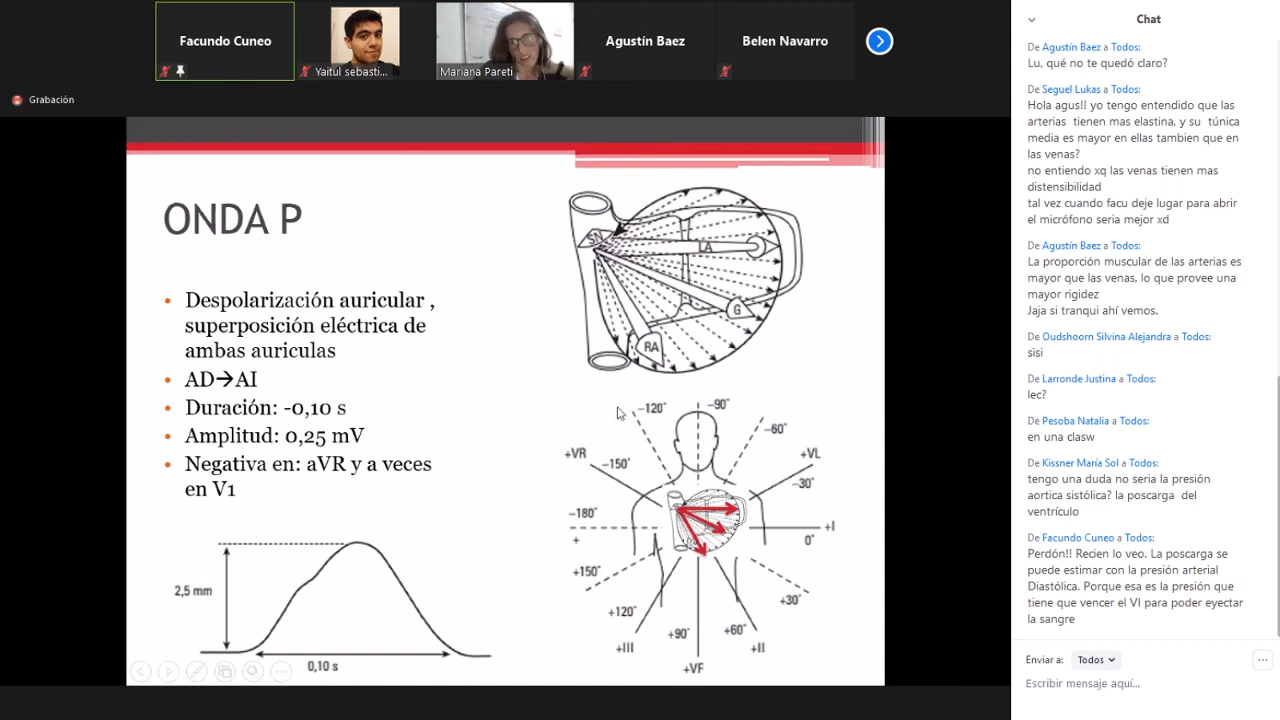 Facundo Cuneo
Yaitul sebasti...
Mariana Pareti
Agustín Baez
Belen Navarro
Grabación
ONDA P
• Despolarización auricular ,
superposición eléctrica de
ambas auriculas
• AD→AI
• Duración: -0,10 s
• Amplitud: 0,25 mV
• Negativa en: aVR y a veces
en V1
2,5 mm
0,10 s
SN
LA
G
RA
-120°
-90°
-60°
+VR
+VL
-150°
-30°
-180°
+
+I
0°
+150°
+30°
+120°
+60°
+90°
+III
+II
+VF
Chat
De Agustín Baez a Todos:
Lu, qué no te quedó claro?
De Seguel Lukas a Todos:
Hola agus!! yo tengo entendido que las
arterias tienen mas elastina, y su túnica
media es mayor en ellas tambien que en
las venas?
no entiendo xq las venas tienen mas
distensibilidad
tal vez cuando facu deje lugar para abrir
el micrófono seria mejor xd
De Agustín Baez a Todos:
La proporción muscular de las arterias es
mayor que las venas, lo que provee una
mayor rigidez
Jaja si tranqui ahí vemos.
De Oudshoorn Silvina Alejandra a Todos:
sisi
De Larronde Justina a Todos:
lec?
De Pesoba Natalia a Todos:
en una clasw
De Kissner María Sol a Todos:
tengo una duda no seria la presión
aortica sistólica? la poscarga del
ventrículo
De Facundo Cuneo a Todos:
Perdón!! Recien lo veo. La poscarga se
puede estimar con la presión arterial
Diastólica. Porque esa es la presión que
tiene que vencer el VI para poder eyectar
la sangre
Enviar a: Todos
...
Escribir mensaje aquí...